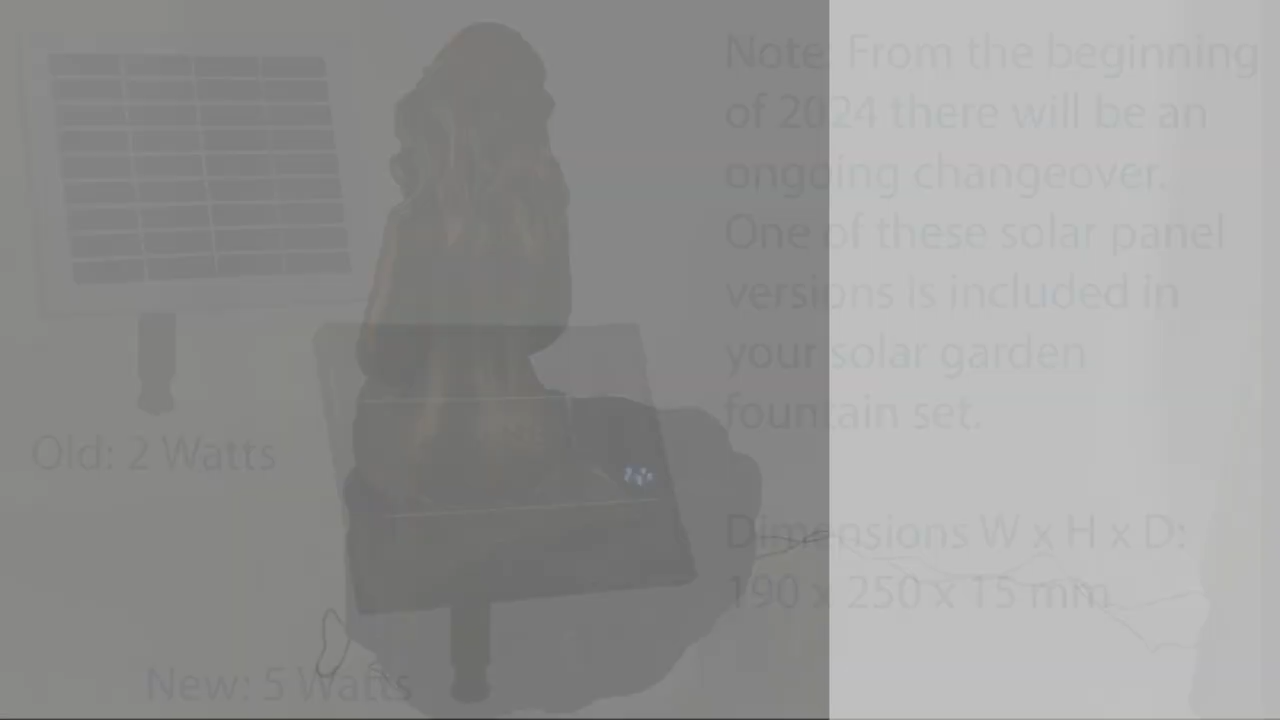 Note: From the beginning
of 2024 there will be an
ongoing changeover.
One of these solar panel
versions is included in
your solar garden
fountain set.
Old: 2 Watts
Dimensions W x H x D:
190 x 250 x 15 mm
New: 5 Watts